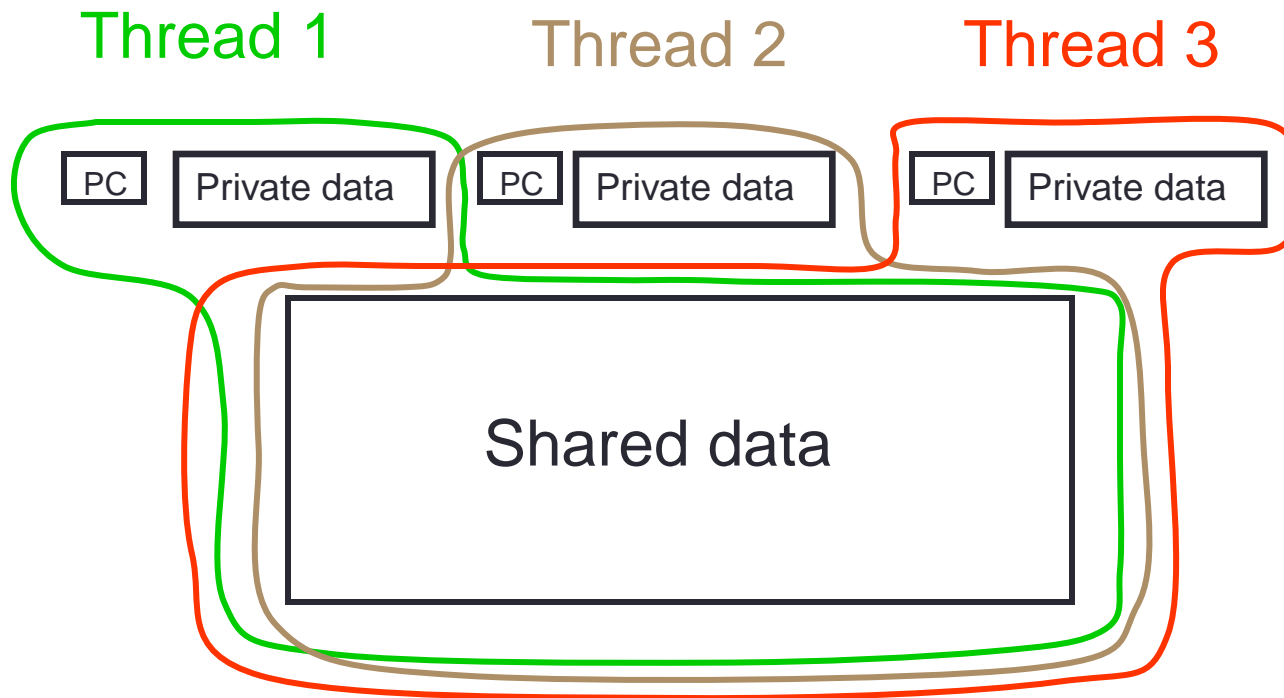 Thread 1 Thread 2 Thread 3
PC Private data PC Private data PC Private data
Shared data